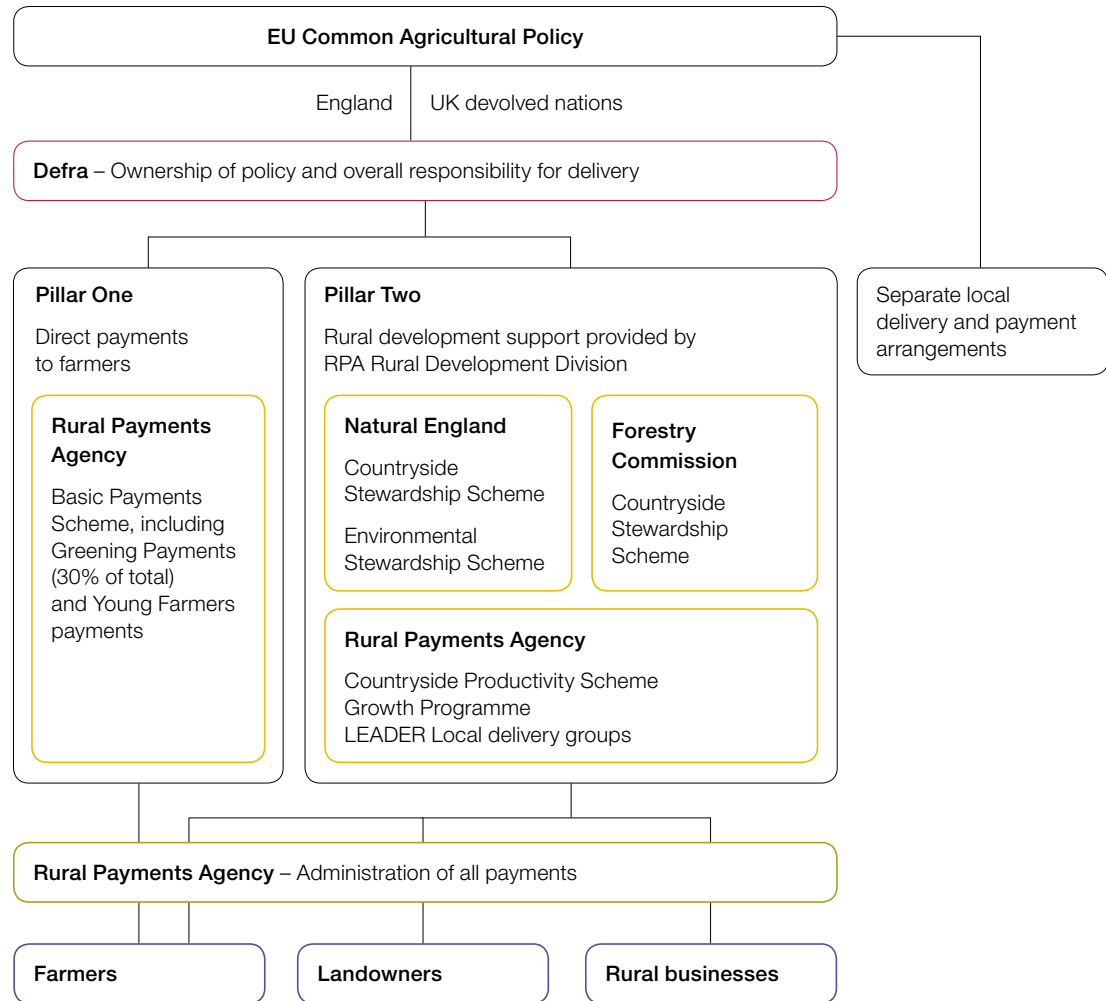 EU Common Agricultural Policy
England
UK devolved nations
Defra – Ownership of policy and overall responsibility for delivery
Pillar One
Direct payments
to farmers
Rural Payments
Agency
Basic Payments
Scheme, including
Greening Payments
(30% of total)
and Young Farmers
payments
Pillar Two
Rural development support provided by
RPA Rural Development Division
Natural England
Countryside
Stewardship Scheme
Environmental
Stewardship Scheme
Forestry
Commission
Countryside
Stewardship
Scheme
Rural Payments Agency
Countryside Productivity Scheme
Growth Programme
LEADER Local delivery groups
Separate local
delivery and payment
arrangements
Rural Payments Agency – Administration of all payments
Farmers
Landowners
Rural businesses